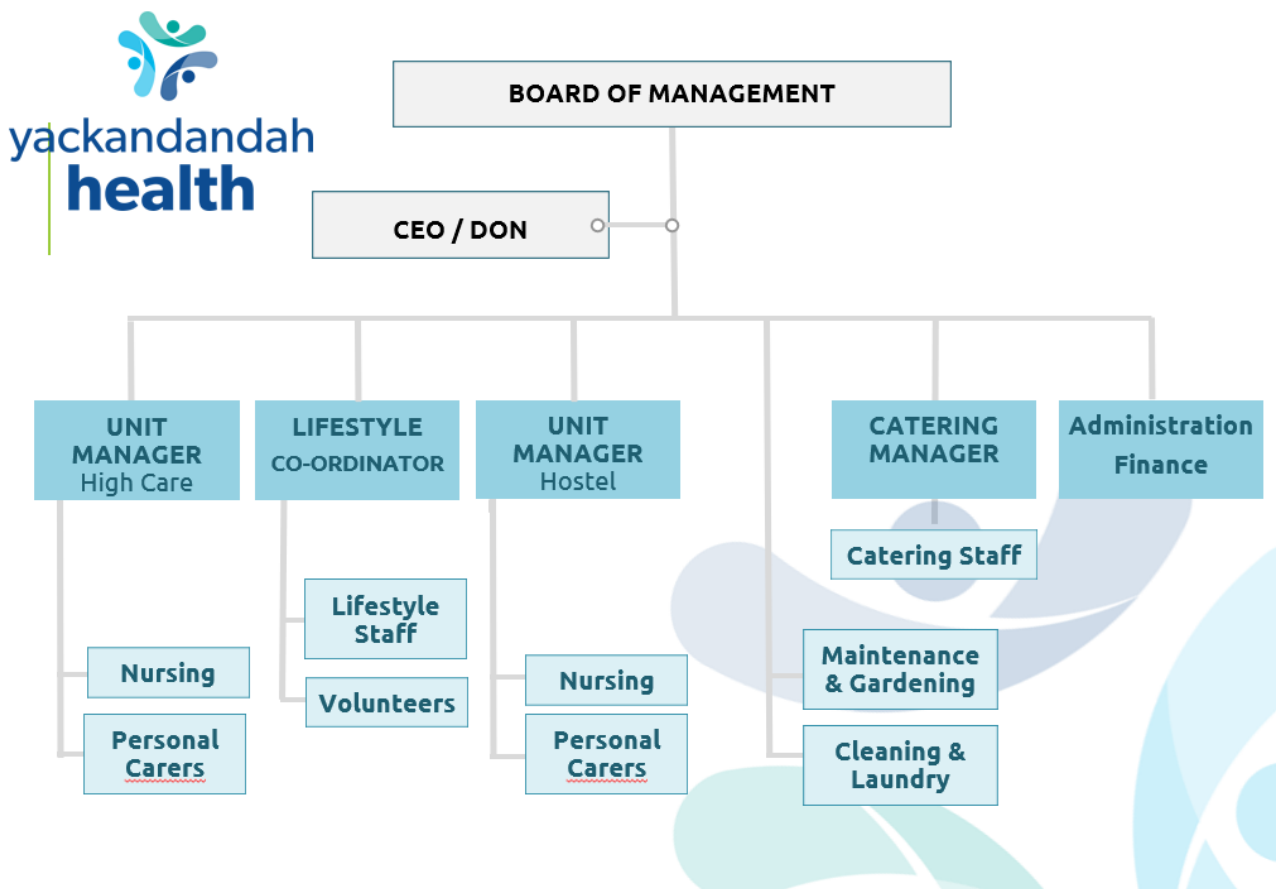 yackandandah
health
BOARD OF MANAGEMENT
CEO / DON
UNIT
MANAGER
High Care
LIFESTYLE
CO-ORDINATOR
UNIT
MANAGER
Hostel
CATERING
MANAGER
Administration
Finance
Catering Staff
Lifestyle
Staff
Volunteers
Nursing
Personal
Carers
Nursing
Personal
Carers
Maintenance
& Gardening
Cleaning &
Laundry